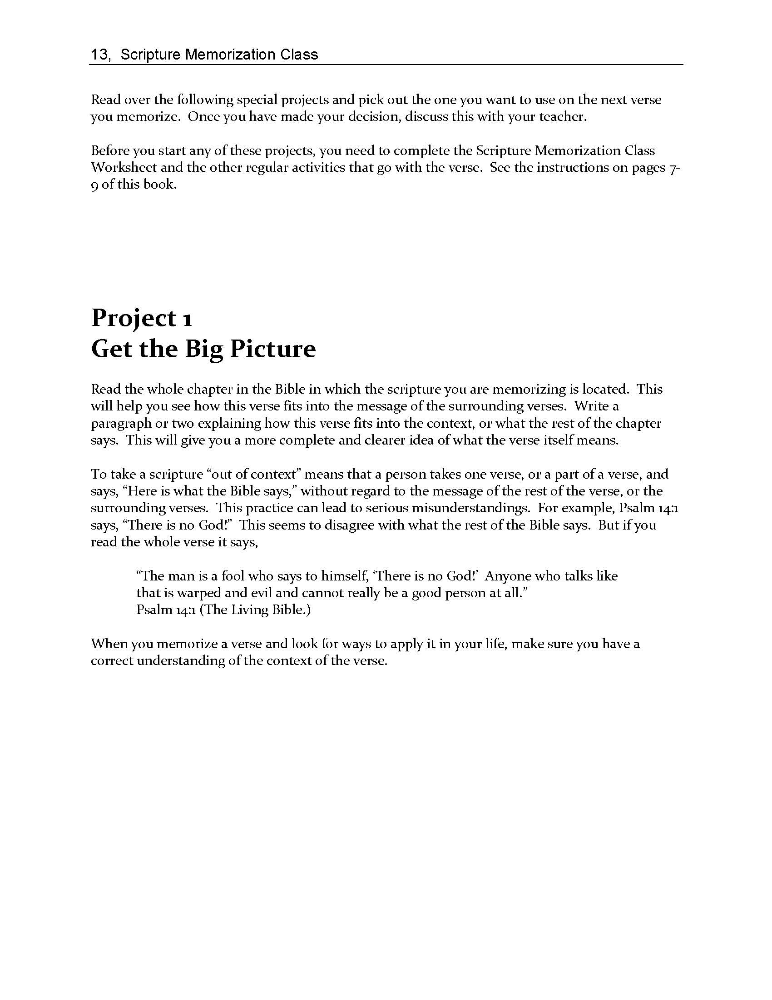 13,  Scripture Memorization Class
Read over the following special projects and pick out the one you want to use on the next verse
you memorize.  Once you have made your decision, discuss this with your teacher.
Before you start any of these projects, you need to complete the Scripture Memorization Class
Worksheet and the other regular activities that go with the verse.  See the instructions on pages 7-
9 of this book.
Project 1
Get the Big Picture
Read the whole chapter in the Bible in which the scripture you are memorizing is located.  This
will help you see how this verse fits into the message of the surrounding verses.  Write a
paragraph or two explaining how this verse fits into the context, or what the rest of the chapter
says.  This will give you a more complete and clearer idea of what the verse itself means.
To take a scripture “out of context” means that a person takes one verse, or a part of a verse, and
says, “Here is what the Bible says,” without regard to the message of the rest of the verse, or the
surrounding verses.  This practice can lead to serious misunderstandings.  For example, Psalm 14:1
says, “There is no God!”  This seems to disagree with what the rest of the Bible says.  But if you
read the whole verse it says,
“The man is a fool who says to himself, ‘There is no God!’  Anyone who talks like
that is warped and evil and cannot really be a good person at all.”
Psalm 14:1 (The Living Bible.)
When you memorize a verse and look for ways to apply it in your life, make sure you have a
correct understanding of the context of the verse.